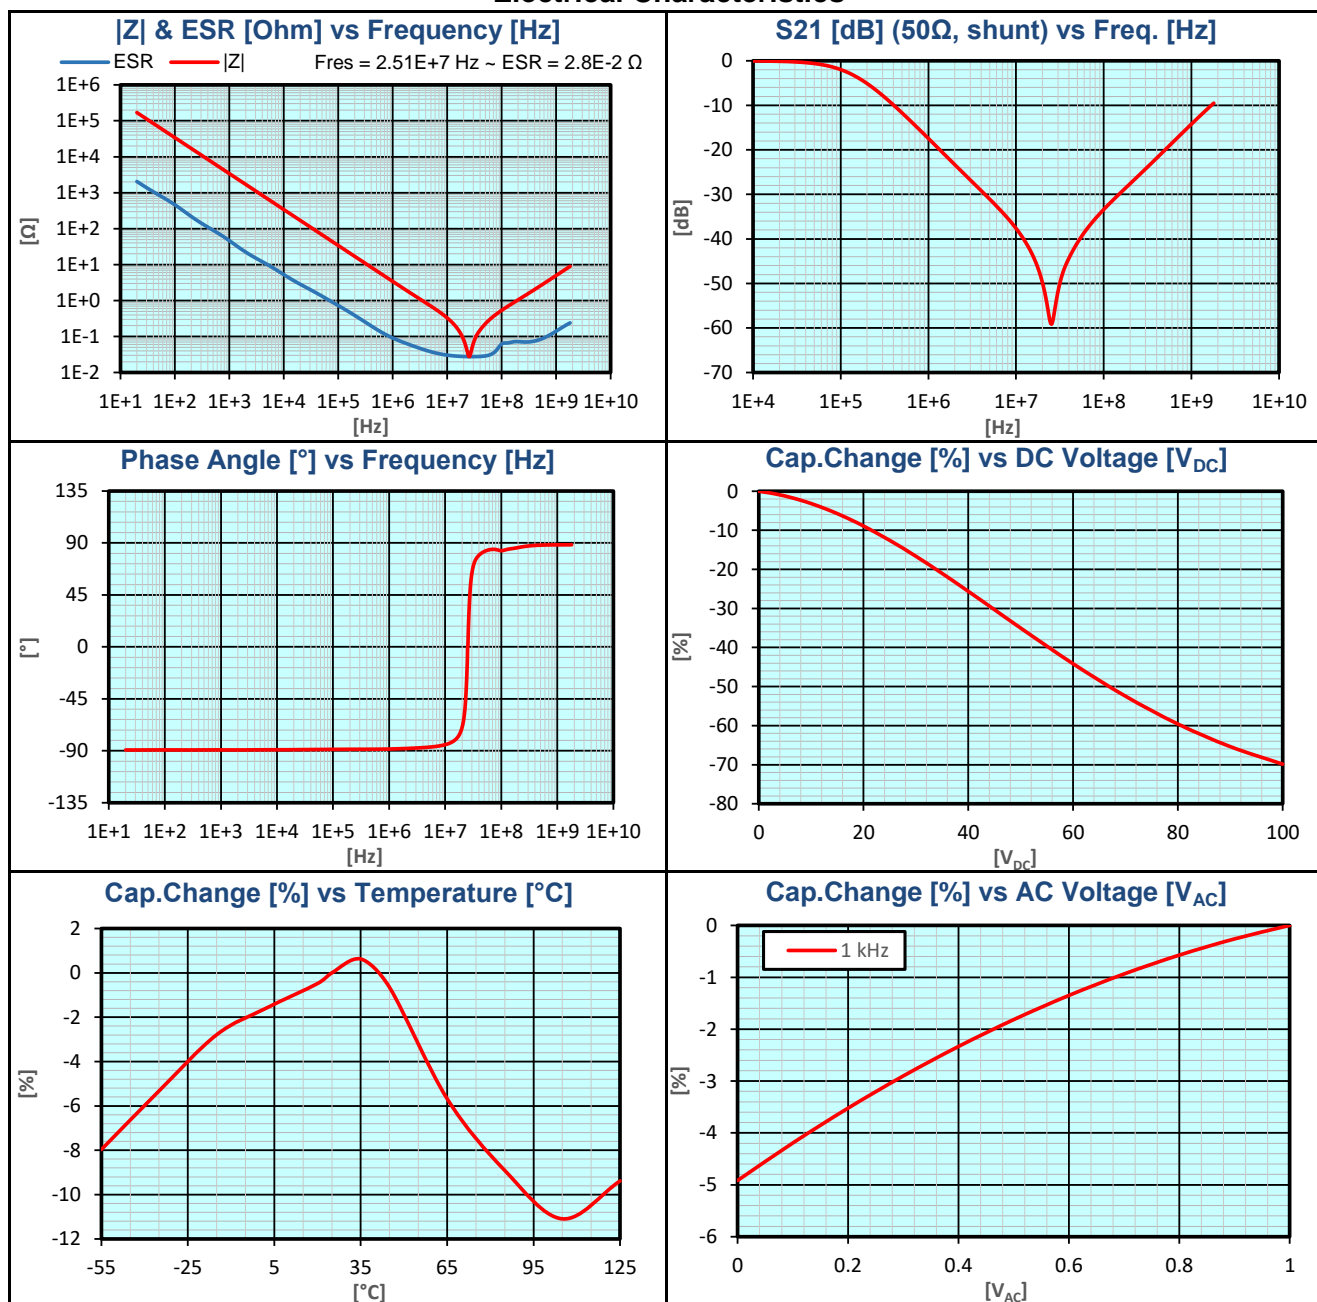 |Z| & ESR [Ohm] vs Frequency [Hz]
ESR |Z| Fres = 2.51E+7 Hz ~ ESR = 2.8E-2 Ω
1E+6
1E+5
1E+4
1E+3
1E+2
1E+1
1E+0
1E-1
1E-2
[Ω]
1E+1 1E+2 1E+3 1E+4 1E+5 1E+6 1E+7 1E+8 1E+9 1E+10
[Hz]
S21 [dB] (50Ω, shunt) vs Freq. [Hz]
0
-10
-20
-30
-40
-50
-60
-70
[dB]
1E+4 1E+5 1E+6 1E+7 1E+8 1E+9 1E+10
[Hz]
Phase Angle [°] vs Frequency [Hz]
135
90
45
0
-45
-90
-135
[°]
1E+1 1E+2 1E+3 1E+4 1E+5 1E+6 1E+7 1E+8 1E+9 1E+10
[Hz]
Cap.Change [%] vs DC Voltage [VDC]
0
-10
-20
-30
-40
-50
-60
-70
-80
[%]
0 20 40 60 80 100
[VDC]
Cap.Change [%] vs Temperature [°C]
2
0
-2
-4
-6
-8
-10
-12
[%]
-55 -25 5 35 65 95 125
[°C]
Cap.Change [%] vs AC Voltage [VAC]
1 kHz
0
-1
-2
-3
-4
-5
-6
[%]
0 0.2 0.4 0.6 0.8 1
[VAC]